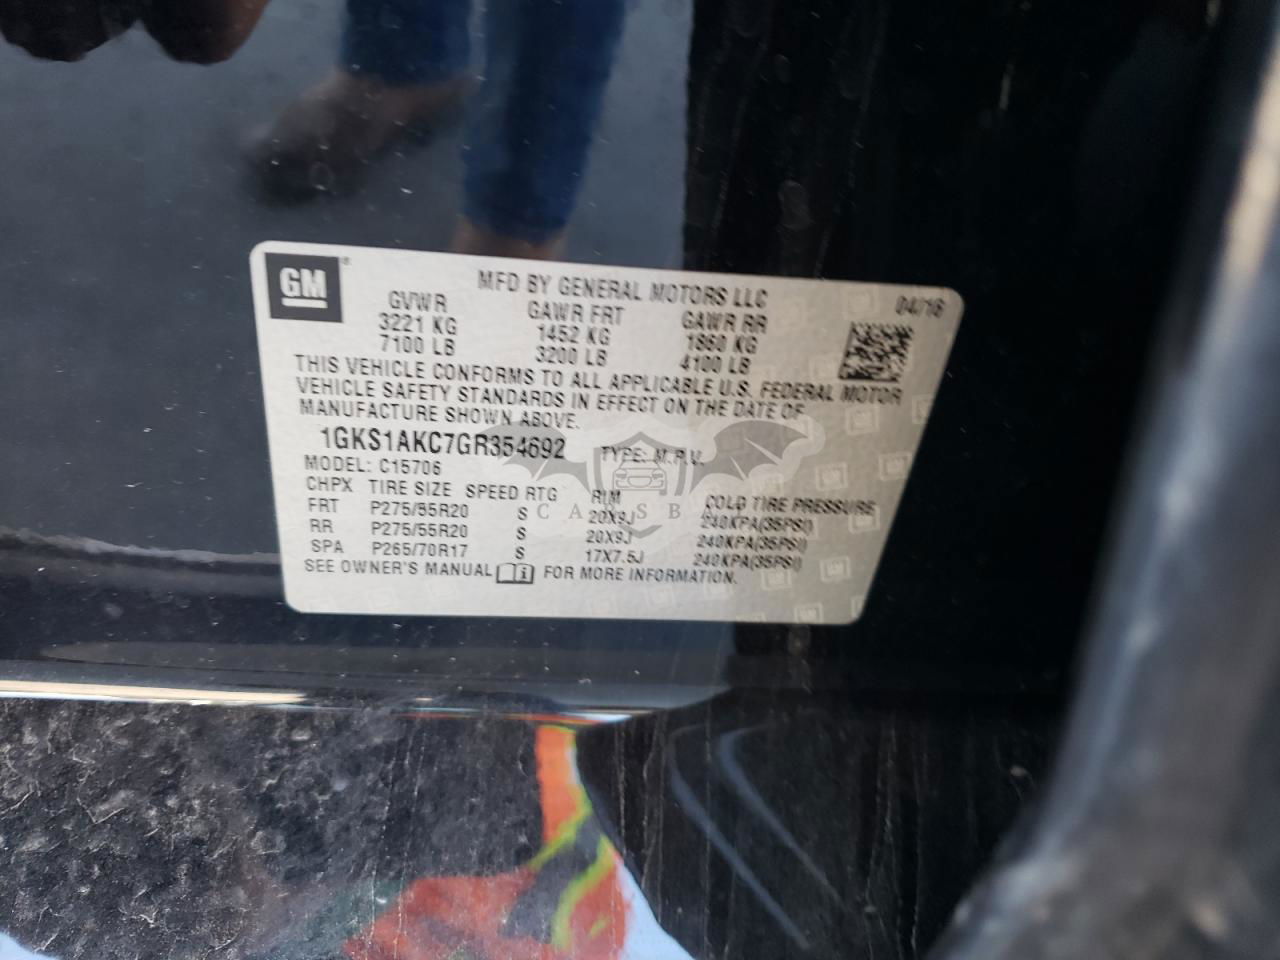 GM®
MFD BY GENERAL MOTORS LLC 04/16
GVWR GAWR FRT GAWR RR
3221 KG 1452 KG 1860 KG
7100 LB 3200 LB 4100 LB
THIS VEHICLE CONFORMS TO ALL APPLICABLE U.S. FEDERAL MOTOR
VEHICLE SAFETY STANDARDS IN EFFECT ON THE DATE OF
MANUFACTURE SHOWN ABOVE.
1GKS1AKC7GR354692 TYPE: M.P.V.
MODEL: C15706
CHPX TIRE SIZE SPEED RTG RIM COLD TIRE PRESSURE
FRT P275/55R20 S 20X9J 240KPA(35PSI)
RR P275/55R20 S 20X9J 240KPA(35PSI)
SPA P265/70R17 S 17X7.5J 240KPA(35PSI)
SEE OWNER'S MANUAL i FOR MORE INFORMATION.